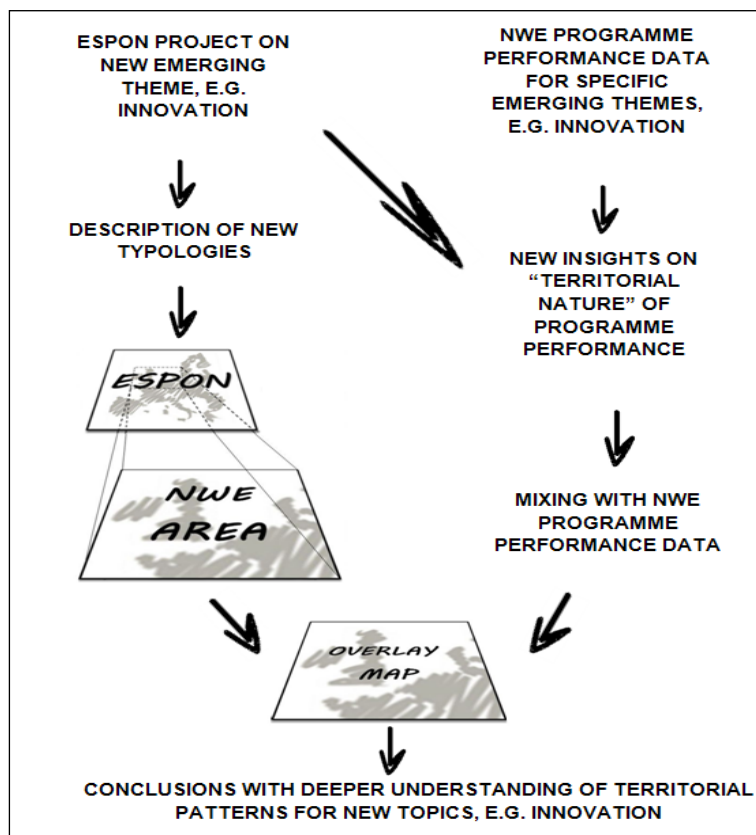 ESPON PROJECT ON
NEW EMERGING
THEME, E.G.
INNOVATION
NWE PROGRAMME
PERFORMANCE DATA
FOR SPECIFIC
EMERGING THEMES,
E.G. INNOVATION
DESCRIPTION OF NEW
TYPOLOGIES
NEW INSIGHTS ON
“TERRITORIAL
NATURE” OF
PROGRAMME
PERFORMANCE
ESPON
NWE
AREA
MIXING WITH NWE
PROGRAMME
PERFORMANCE DATA
OVERLAY
MAP
CONCLUSIONS WITH DEEPER UNDERSTANDING OF TERRITORIAL
PATTERNS FOR NEW TOPICS, E.G. INNOVATION